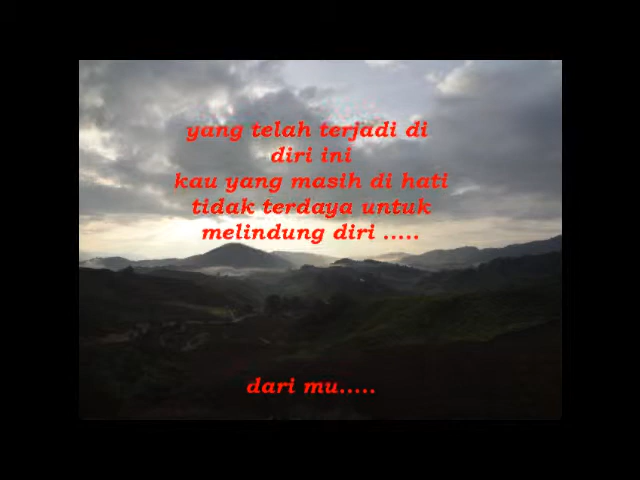 yang telah terjadi di
diri ini
kau yang masih di hati
tidak terdaya untuk
melindung diri .....
dari mu.....